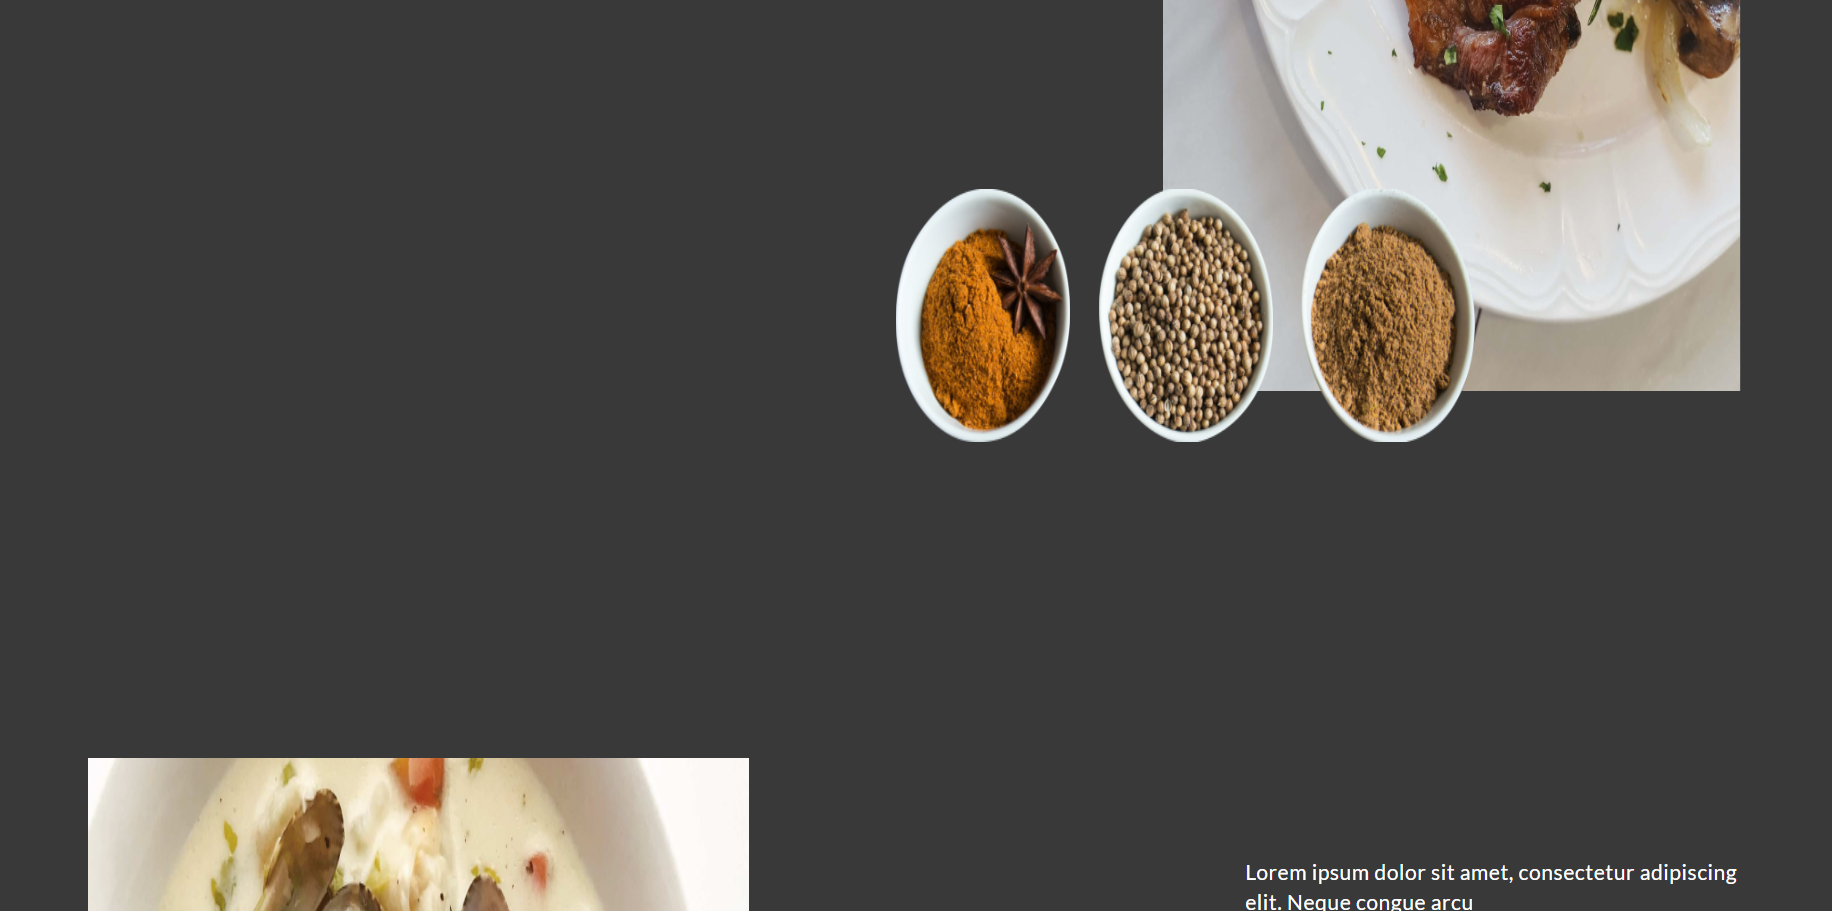 Lorem ipsum dolor sit amet, consectetur adipiscing
elit. Neque congue arcu